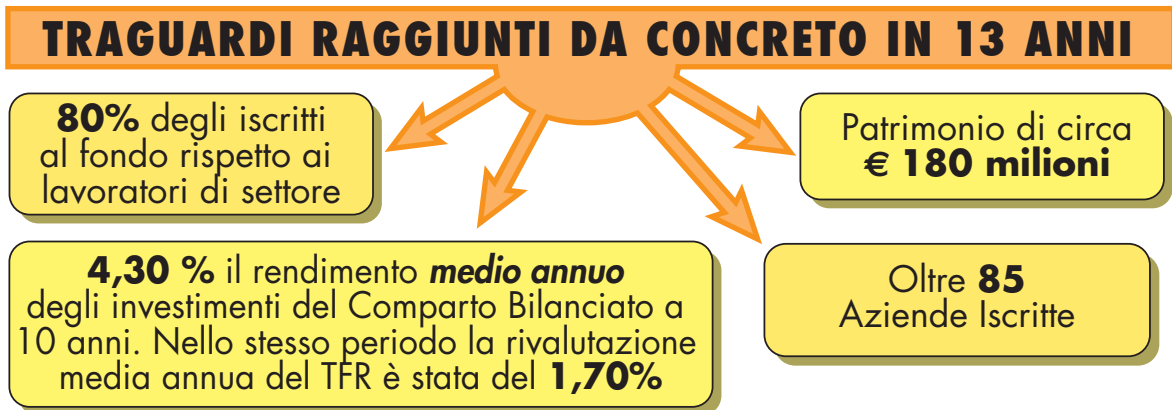 TRAGUARDI RAGGIUNTI DA CONCRETO IN 13 ANNI
80% degli iscritti
al fondo rispetto ai
lavoratori di settore
Patrimonio di circa
€ 180 milioni
4,30 % il rendimento medio annuo
degli investimenti del Comparto Bilanciato a
10 anni. Nello stesso periodo la rivalutazione
media annua del TFR è stata del 1,70%
Oltre 85
Aziende Iscritte